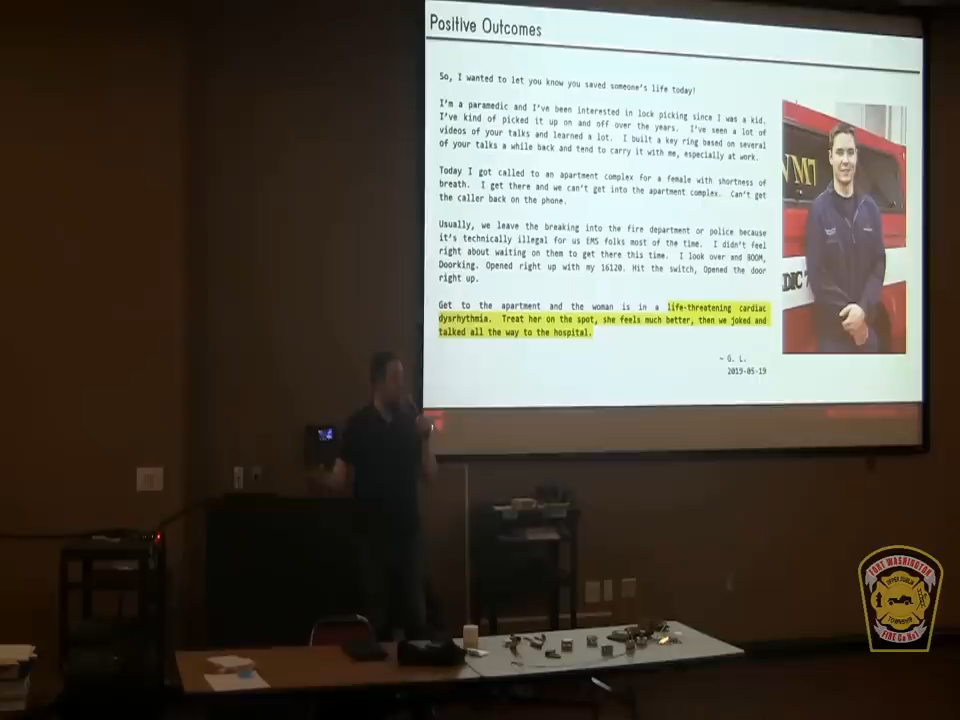 Positive Outcomes
So, I wanted to let you know you saved someone's life today!
I'm a paramedic and I've been interested in lock picking since I was a kid.
I've kind of picked it up on and off over the years. I've seen a lot of
videos of your talks and learned a lot. I built a key ring based on several
of your talks a while back and tend to carry it with me, especially at work.
Today I got called to an apartment complex for a female with shortness of
breath. I get there and we can't get into the apartment complex. Can't get
the caller back on the phone.
Usually, we leave the breaking into the fire department or police because
it's technically illegal for us EMS folks most of the time. I didn't feel
right about waiting on them to get there this time. I look over and BOOM,
Doorking. Opened right up with my 16120. Hit the switch, Opened the door
right up.
Get to the apartment and the woman is in a life-threatening cardiac
dysrhythmia. Treat her on the spot, she feels much better, then we joked and
talked all the way to the hospital.
~ G. L.
2019-05-19
VM7
DIC 7
FORT WASHINGTON
UPPER DUBLIN
TOWNSHIP
FIRE Co No1